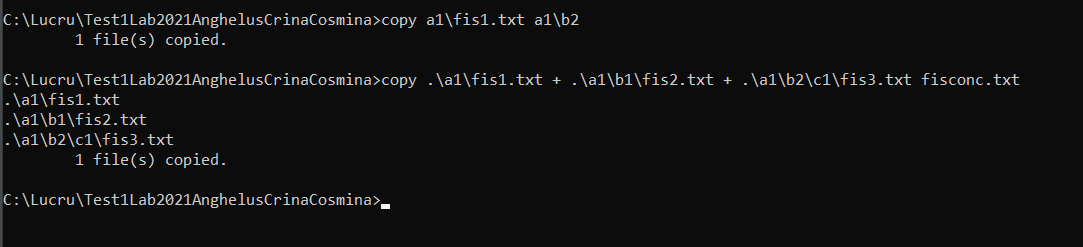 C:\Lucru\Test1Lab2021AnghelusCrinaCosmina>copy a1\fis1.txt a1\b2
        1 file(s) copied.
C:\Lucru\Test1Lab2021AnghelusCrinaCosmina>copy .\a1\fis1.txt + .\a1\b1\fis2.txt + .\a1\b2\c1\fis3.txt fisconc.txt
.\a1\fis1.txt
.\a1\b1\fis2.txt
.\a1\b2\c1\fis3.txt
        1 file(s) copied.
C:\Lucru\Test1Lab2021AnghelusCrinaCosmina>